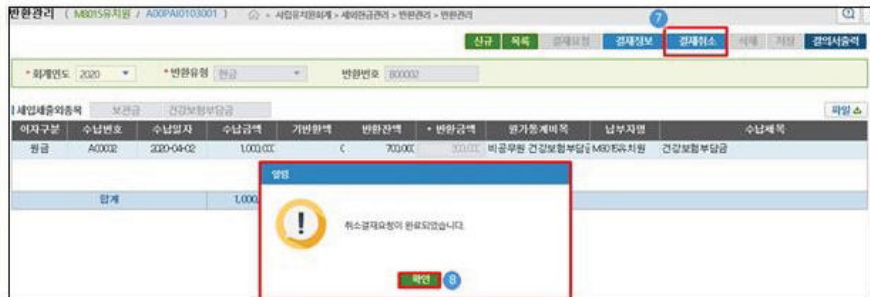 반환관리 ( M8015유치원 / A00PAI0103001 ) 사립유치원회계 > 세외현금관리 > 반환관리 > 반환관리
7
신규 목록 결재요청 결재정보 결재취소 삭제 저장 결의서출력
* 회계연도 2020 * 반환유형 현금 반환번호 B00002
세입세출외종목 보관금 건강보험부담금 파일
이자구분 수납번호 수납일자 수납금액 기반환액 반환잔액 * 반환금액 원가통계비목 납부자명 수납제목
원금 A00002 2020-04-02 1,000,000 0 700,000 300,000 비공무원 건강보험부담금 M8015유치원 건강보험부담금
합계 1,000,
알림
취소결재요청이 완료되었습니다.
확인 8